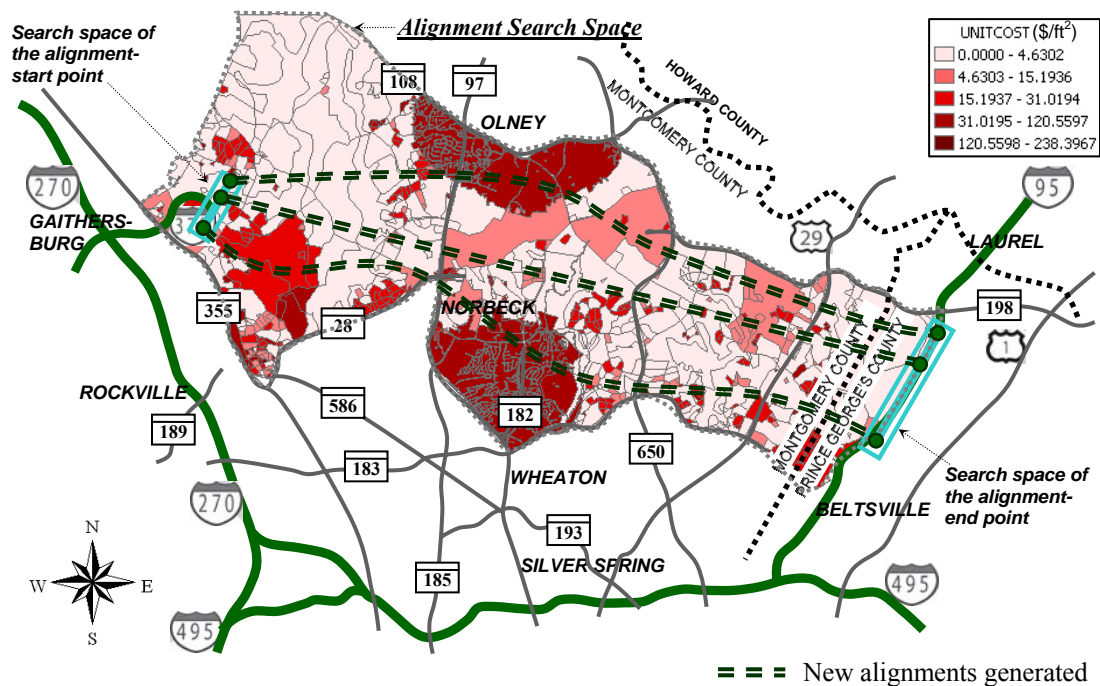 Alignment Search Space
Search space of
the alignment-
start point
UNITCOST ($/ft²)
0.0000 - 4.6302
4.6303 - 15.1936
15.1937 - 31.0194
31.0195 - 120.5597
120.5598 - 238.3967
108
97
OLNEY
HOWARD COUNTY
MONTGOMERY COUNTY
270
95
GAITHERS-
BURG
29
LAUREL
355
28
NORBECK
198
1
ROCKVILLE
586
189
182
MONTGOMERY COUNTY
PRINCE GEORGE'S COUNTY
183
650
WHEATON
Search space of
the alignment-
end point
270
BELTSVILLE
193
SILVER SPRING
185
495
495
N
W
E
S
New alignments generated